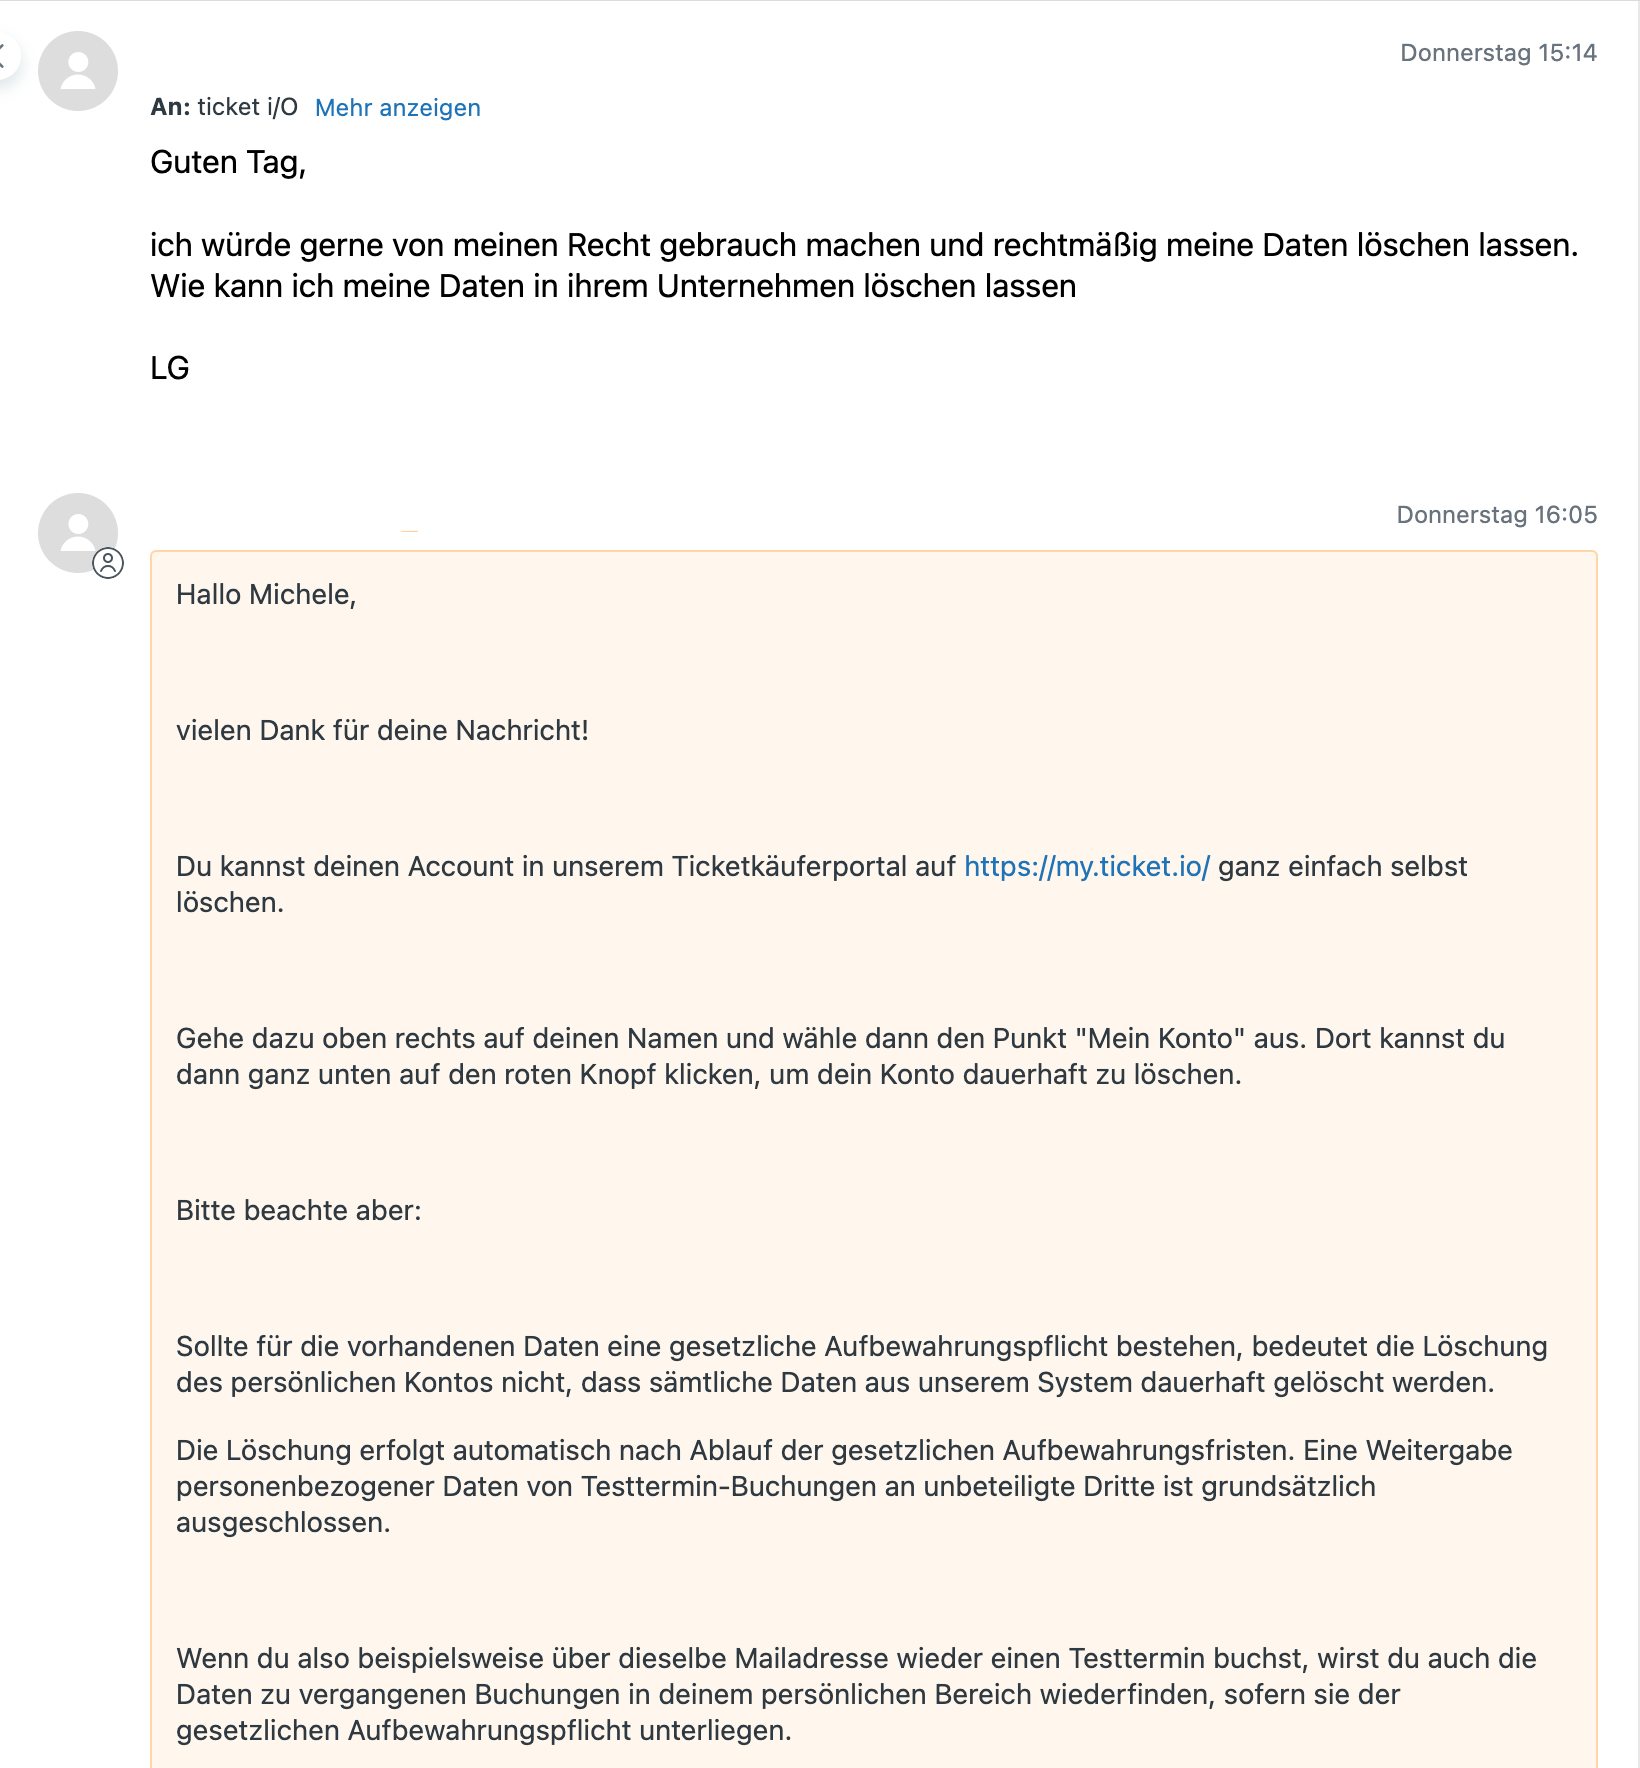 Donnerstag 15:14
An: ticket i/O Mehr anzeigen
Guten Tag,
ich würde gerne von meinen Recht gebrauch machen und rechtmäßig meine Daten löschen lassen.
Wie kann ich meine Daten in ihrem Unternehmen löschen lassen
LG
Donnerstag 16:05
Hallo Michele,
vielen Dank für deine Nachricht!
Du kannst deinen Account in unserem Ticketkäuferportal auf https://my.ticket.io/ ganz einfach selbst
löschen.
Gehe dazu oben rechts auf deinen Namen und wähle dann den Punkt "Mein Konto" aus. Dort kannst du
dann ganz unten auf den roten Knopf klicken, um dein Konto dauerhaft zu löschen.
Bitte beachte aber:
Sollte für die vorhandenen Daten eine gesetzliche Aufbewahrungspflicht bestehen, bedeutet die Löschung
des persönlichen Kontos nicht, dass sämtliche Daten aus unserem System dauerhaft gelöscht werden.
Die Löschung erfolgt automatisch nach Ablauf der gesetzlichen Aufbewahrungsfristen. Eine Weitergabe
personenbezogener Daten von Testtermin-Buchungen an unbeteiligte Dritte ist grundsätzlich
ausgeschlossen.
Wenn du also beispielsweise über dieselbe Mailadresse wieder einen Testtermin buchst, wirst du auch die
Daten zu vergangenen Buchungen in deinem persönlichen Bereich wiederfinden, sofern sie der
gesetzlichen Aufbewahrungspflicht unterliegen.